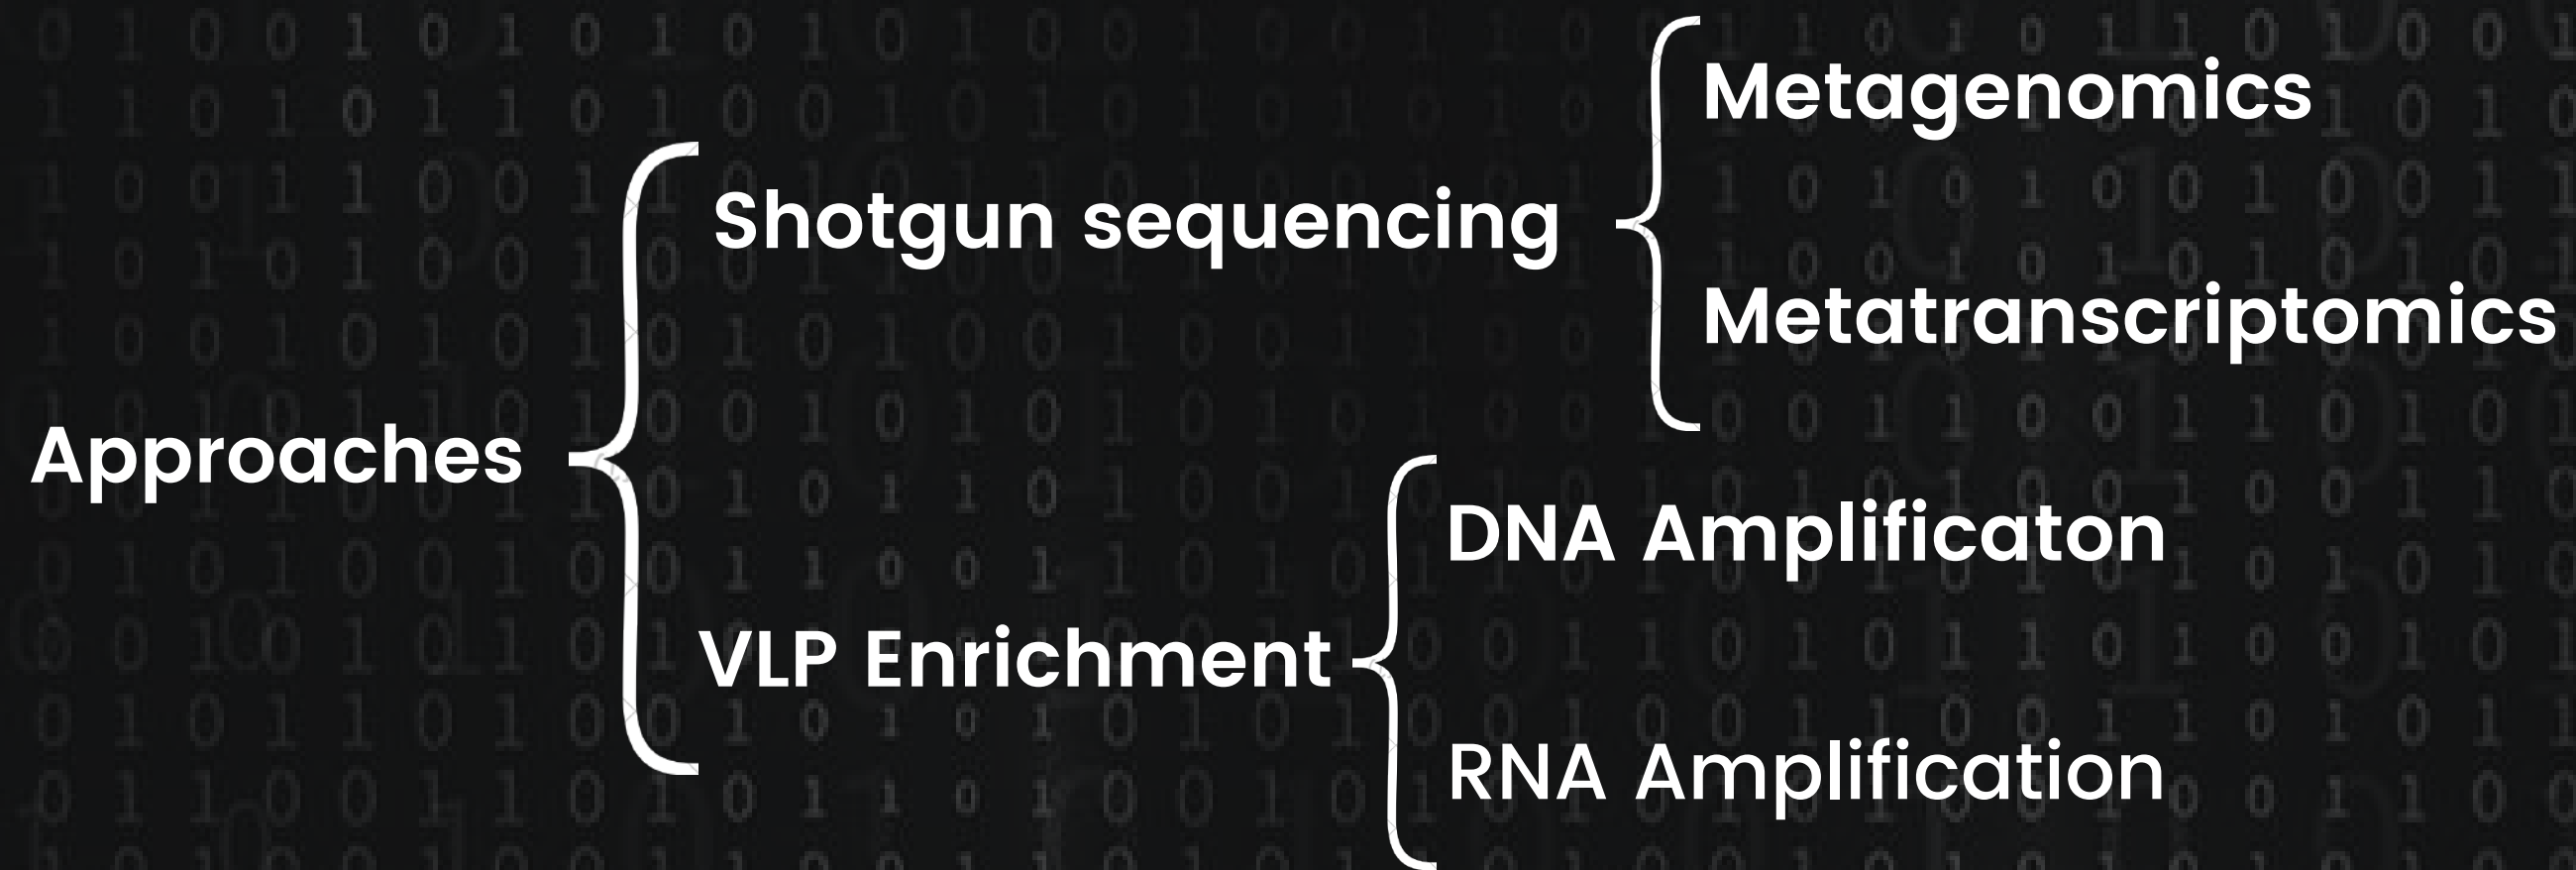 Approaches
Shotgun sequencing
Metagenomics
Metatranscriptomics
VLP Enrichment
DNA Amplificaton
RNA Amplification